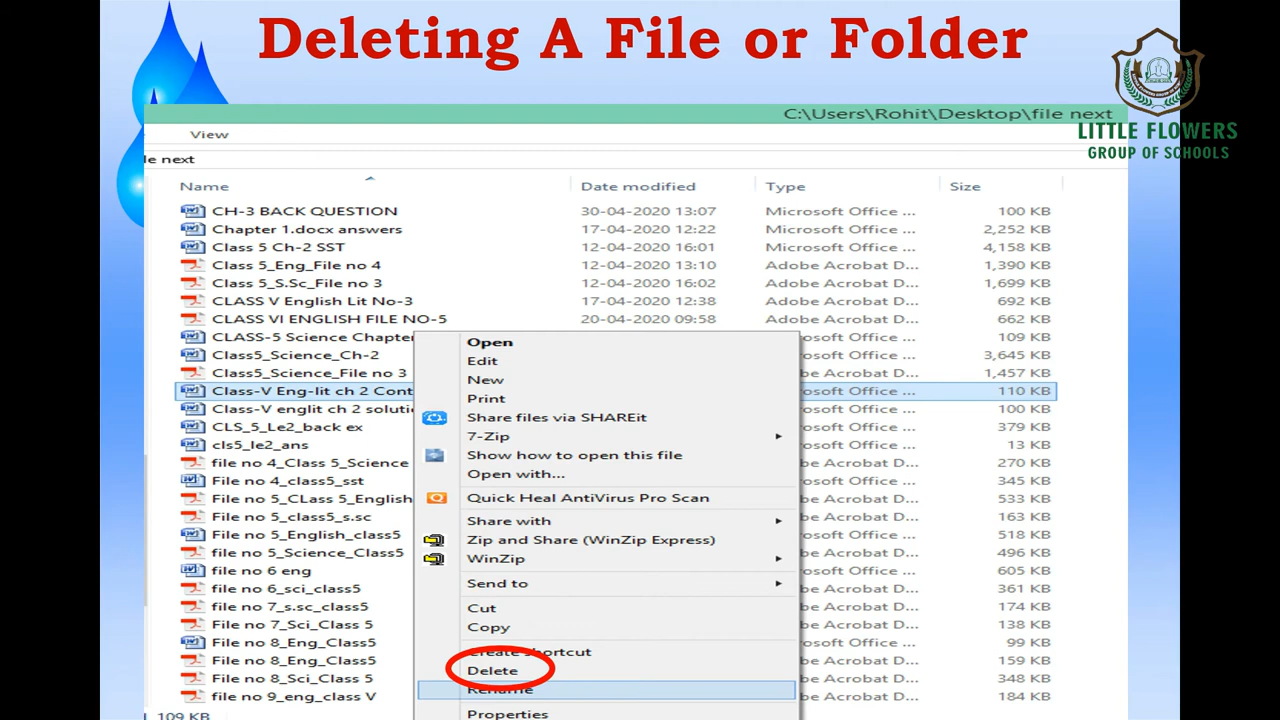 Deleting A File or Folder
LITTLE FLOWERS
GROUP OF SCHOOLS
C:\Users\Rohit\Desktop\file next
View
le next
Name Date modified Type Size
CH-3 BACK QUESTION 30-04-2020 13:07 Microsoft Office ... 100 KB
Chapter 1.docx answers 17-04-2020 12:22 Microsoft Office ... 2,252 KB
Class 5 Ch-2 SST 12-04-2020 16:01 Microsoft Office ... 4,158 KB
Class 5_Eng_File no 4 12-04-2020 13:10 Adobe Acrobat D... 1,390 KB
Class 5_S.Sc_File no 3 12-04-2020 16:02 Adobe Acrobat D... 1,699 KB
CLASS V English Lit No-3 17-04-2020 12:38 Adobe Acrobat D... 692 KB
CLASS VI ENGLISH FILE NO-5 20-04-2020 09:58 Adobe Acrobat D... 662 KB
CLASS-5 Science Chapter osoft Office ... 109 KB
Class5_Science_Ch-2 osoft Office ... 3,645 KB
Class5_Science_File no 3 be Acrobat D... 1,457 KB
Class-V Eng-lit ch 2 Cont osoft Office ... 110 KB
Class-V englit ch 2 soluti osoft Office ... 100 KB
CLS_5_Le2_back ex osoft Office ... 379 KB
cls5_le2_ans osoft Office ... 13 KB
file no 4_Class 5_Science be Acrobat D... 270 KB
File no 4_class5_sst osoft Office ... 345 KB
File no 5_CLass 5_English be Acrobat D... 533 KB
File no 5_class5_s.sc be Acrobat D... 163 KB
File no 5_English_class5 osoft Office ... 518 KB
file no 5_Science_Class5 be Acrobat D... 496 KB
file no 6 eng osoft Office ... 605 KB
file no 6_sci_class5 be Acrobat D... 361 KB
file no 7_s.sc_class5 be Acrobat D... 174 KB
File no 7_Sci_Class 5 be Acrobat D... 138 KB
File no 8_Eng_Class5 osoft Office ... 99 KB
File no 8_Eng_Class5 be Acrobat D... 159 KB
File no 8_Sci_Class 5 be Acrobat D... 348 KB
file no 9_eng_class V be Acrobat D... 184 KB
109 KB
Open
Edit
New
Print
Share files via SHAREit
7-Zip
Show how to open this file
Open with...
Quick Heal AntiVirus Pro Scan
Share with
Zip and Share (WinZip Express)
WinZip
Send to
Cut
Copy
Create shortcut
Delete
Rename
Properties